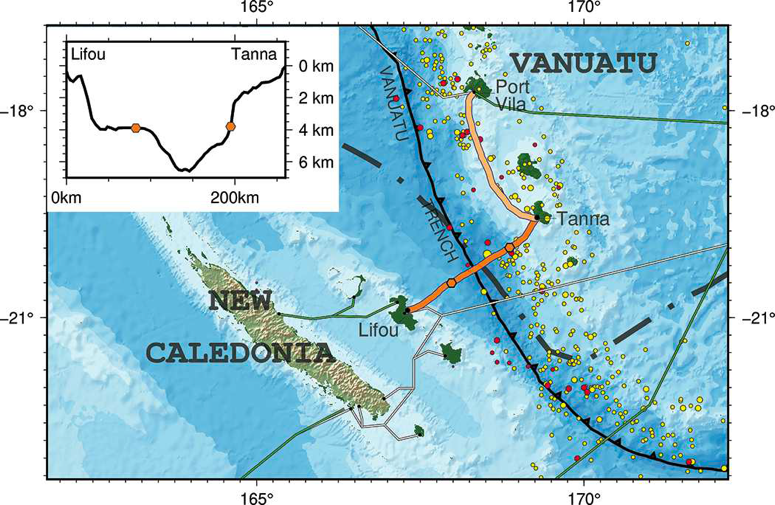 165°
170°
Lifou
Tanna
0 km
2 km
4 km
6 km
0km
200km
VANUATU
Port
Vila
VANUATU
TRENCH
Tanna
Lifou
NEW
CALEDONIA
−18°
−21°
−18°
−21°
165°
170°